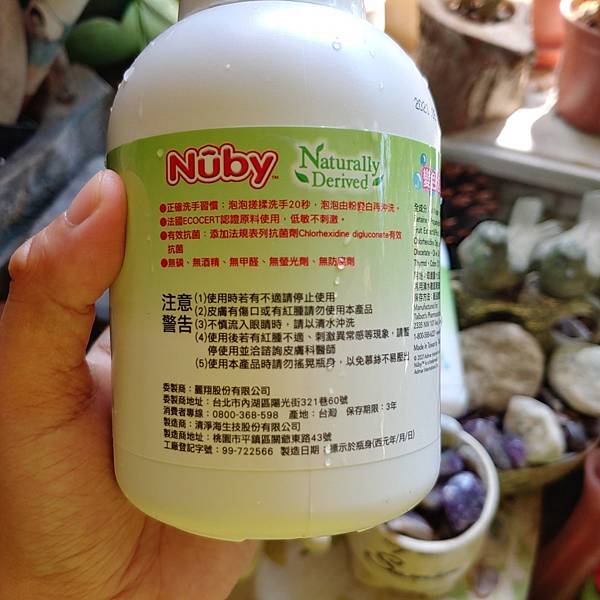 Nûby™
Naturally
Derived
●正確洗手習慣：泡泡搓揉洗手20秒，泡泡由粉變白再沖洗。
●法國ECOCERT認證原料使用，低敏不刺激。
●有效抗菌：添加法規表列抗菌劑Chlorhexidine digluconate有效
抗菌
●無磷、無酒精、無甲醛、無螢光劑、無防腐劑
注意
警告
(1)使用時若有不適請停止使用
(2)皮膚有傷口或有紅腫請勿使用本產品
(3)不慎流入眼睛時，請以清水沖洗
(4)使用後若有紅腫不適、刺激異常感等現象，請暫
停使用並洽諮詢皮膚科醫師
(5)使用本產品時請勿搖晃瓶身，以免慕絲不易壓出
委製商：麗翔股份有限公司
委製商地址：台北市內湖區陽光街321巷60號
消費者專線：0800-368-598 產地：台灣 保存期限：3年
製造商：清淨海生技股份有限公司
製造商地址：桃園市平鎮區關爺東路43號
工廠登記字號：99-722566 製造日期：標示於瓶身(西元年/月/日)